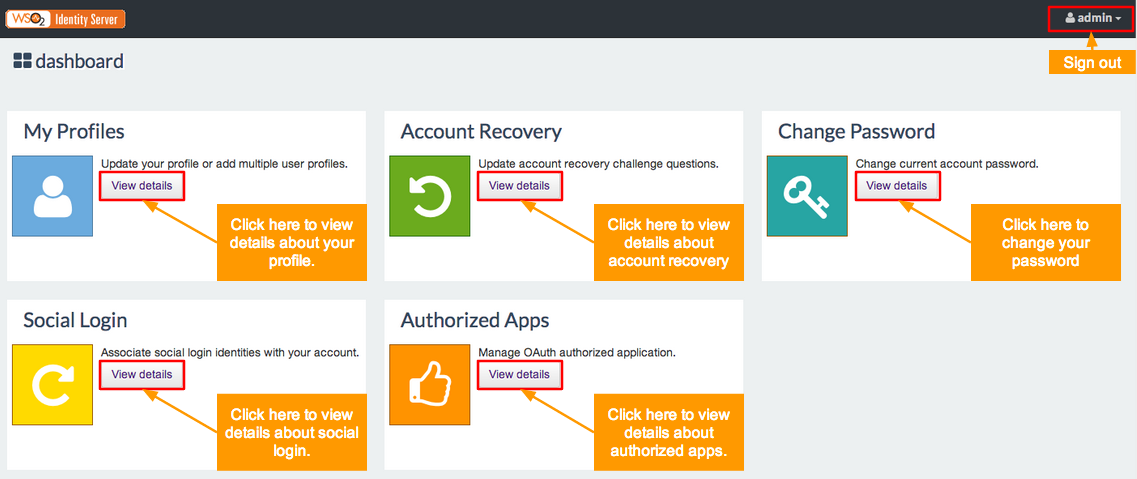 WSO2 Identity Server
admin
Sign out
dashboard
My Profiles
Update your profile or add multiple user profiles.
View details
Click here to view
details about your
profile.
Account Recovery
Update account recovery challenge questions.
View details
Click here to view
details about
account recovery
Change Password
Change current account password.
View details
Click here to
change your
password
Social Login
Associate social login identities with your account.
View details
Click here to view
details about social
login.
Authorized Apps
Manage OAuth authorized application.
View details
Click here to view
details about
authorized apps.